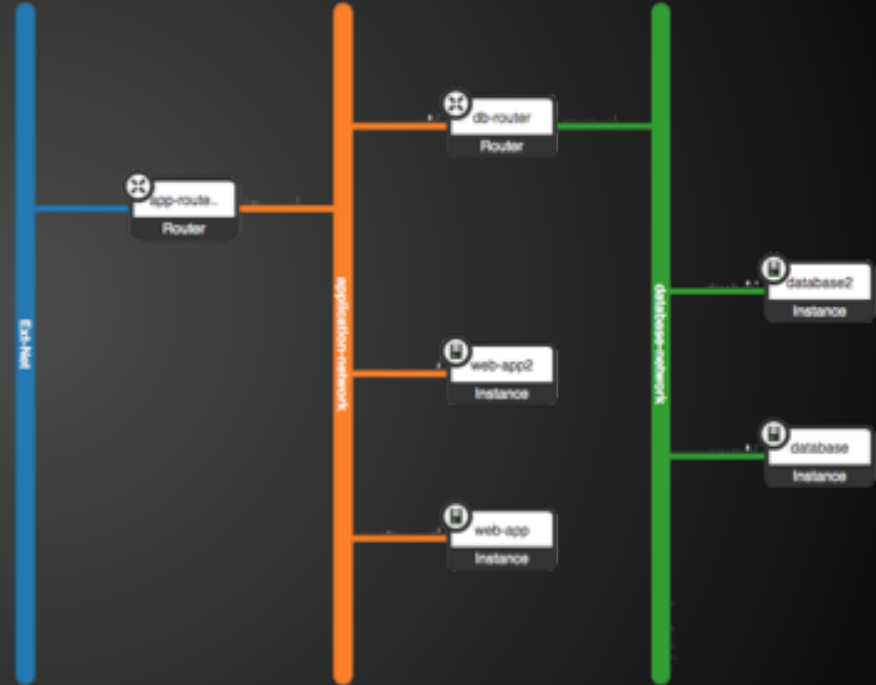 Ext-Net
app-route..
Router
application-network
db-router
Router
web-app2
Instance
web-app
Instance
database-network
database2
Instance
database
Instance